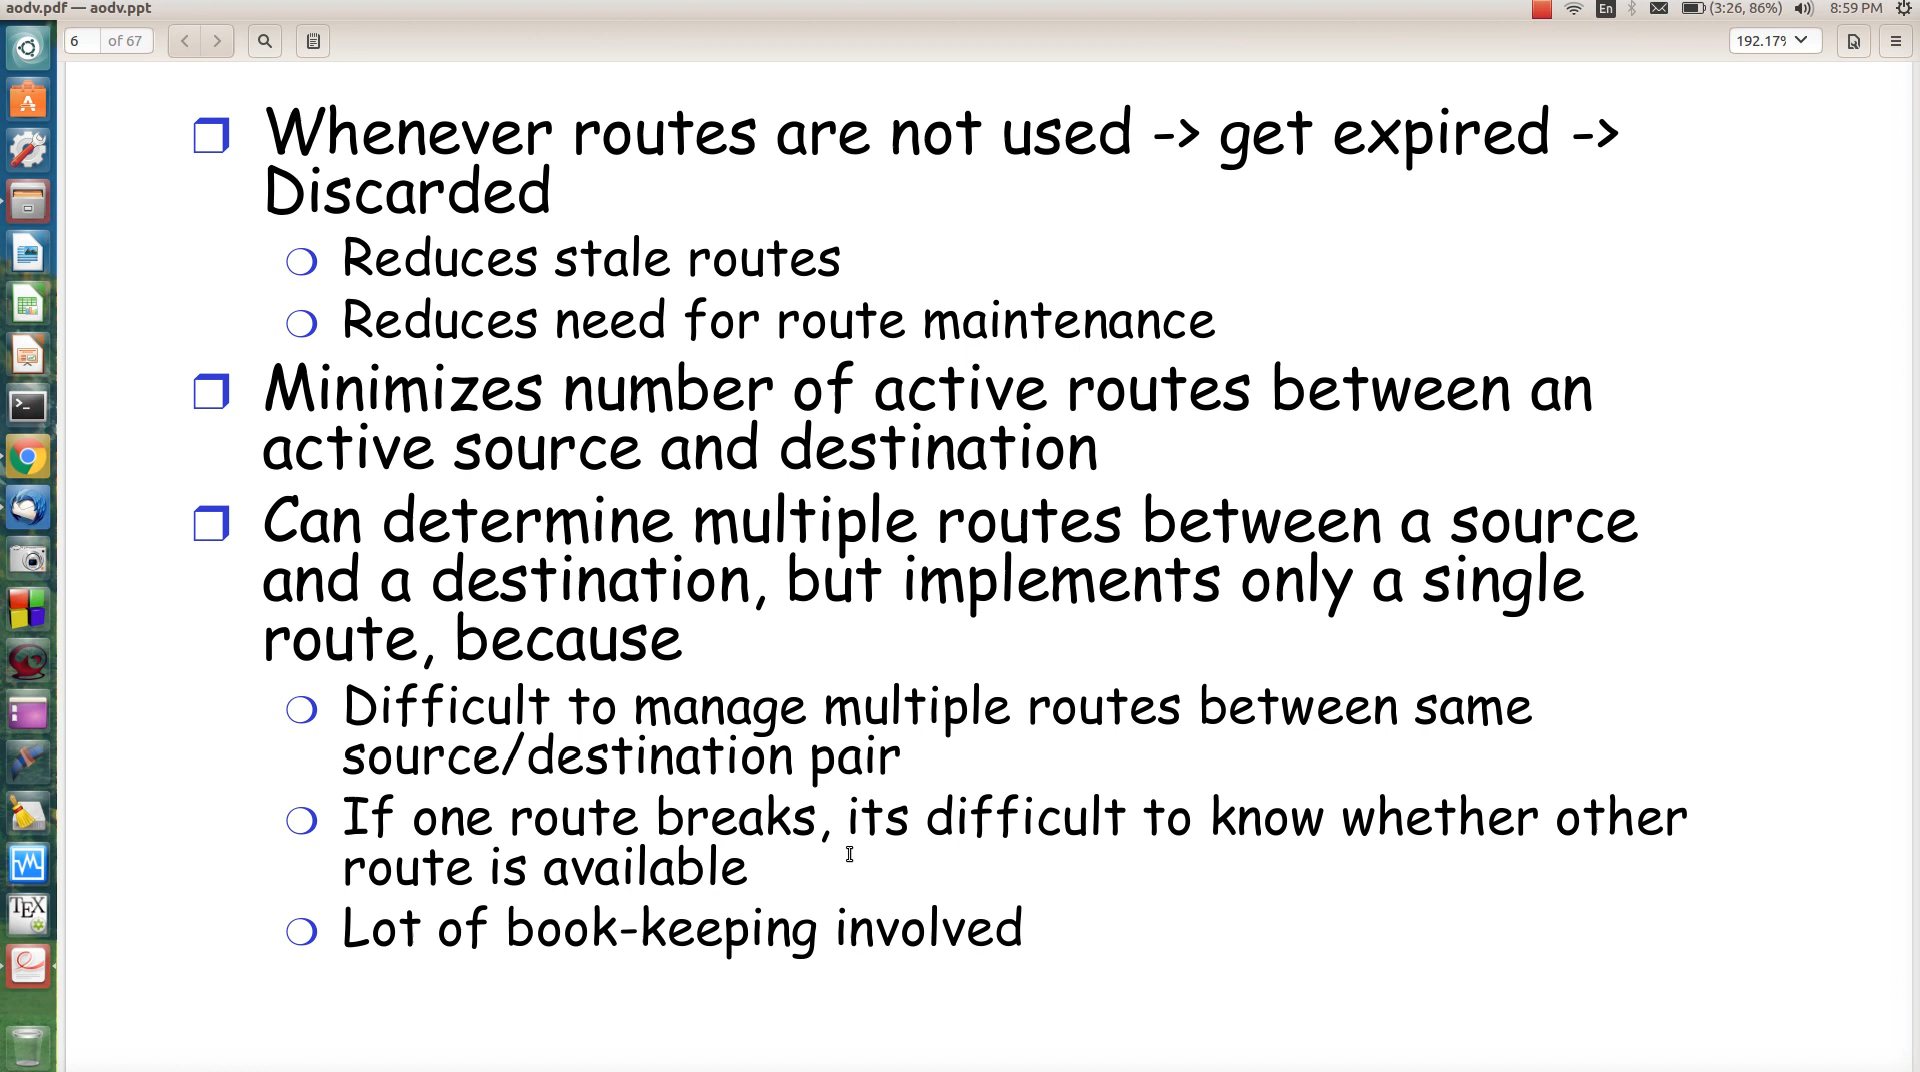 aodv.pdf — aodv.ppt
En
(3:26, 86%)
8:59 PM
6
of 67
192.17%
Whenever routes are not used -> get expired ->
Discarded
Reduces stale routes
Reduces need for route maintenance
Minimizes number of active routes between an
active source and destination
Can determine multiple routes between a source
and a destination, but implements only a single
route, because
Difficult to manage multiple routes between same
source/destination pair
If one route breaks, its difficult to know whether other
route is available
Lot of book-keeping involved
TEX